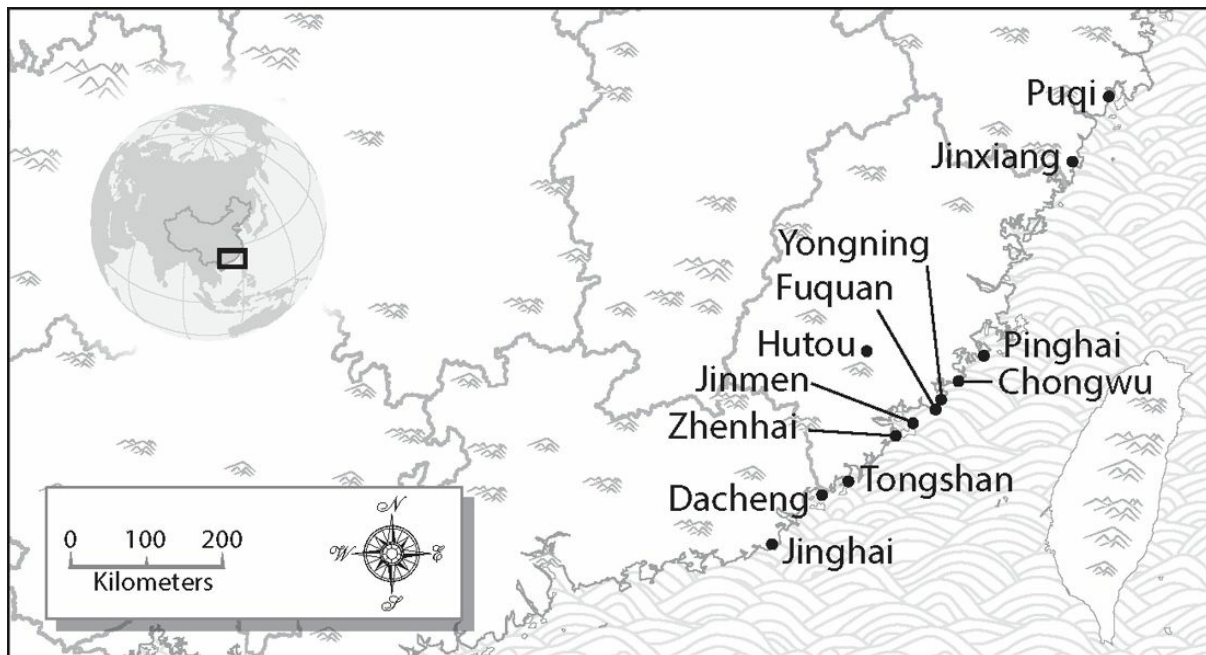 Puqi
Jinxiang
Yongning
Fuquan
Hutou
Pinghai
Jinmen
Chongwu
Zhenhai
Tongshan
Dacheng
Jinghai
0 100 200
Kilometers
N
W E
S